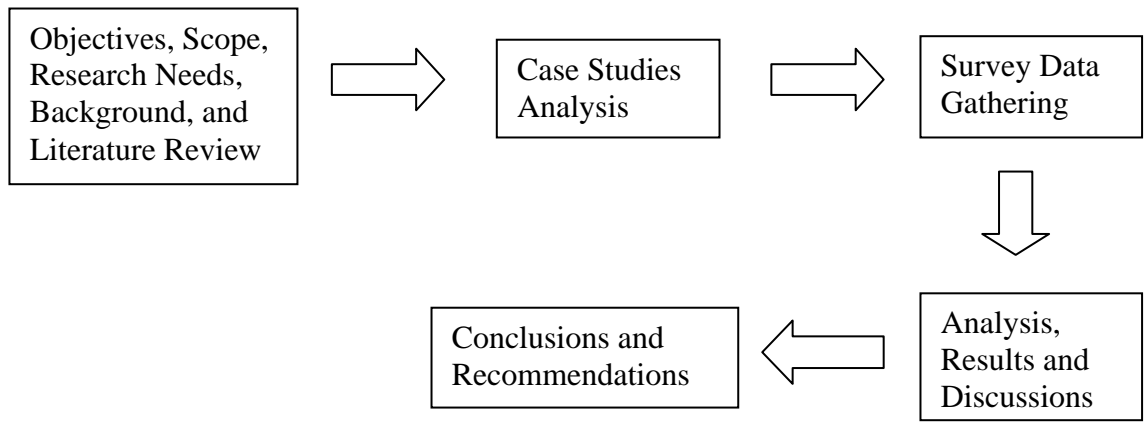 Objectives, Scope,
Research Needs,
Background, and
Literature Review
Case Studies
Analysis
Survey Data
Gathering
Analysis,
Results and
Discussions
Conclusions and
Recommendations